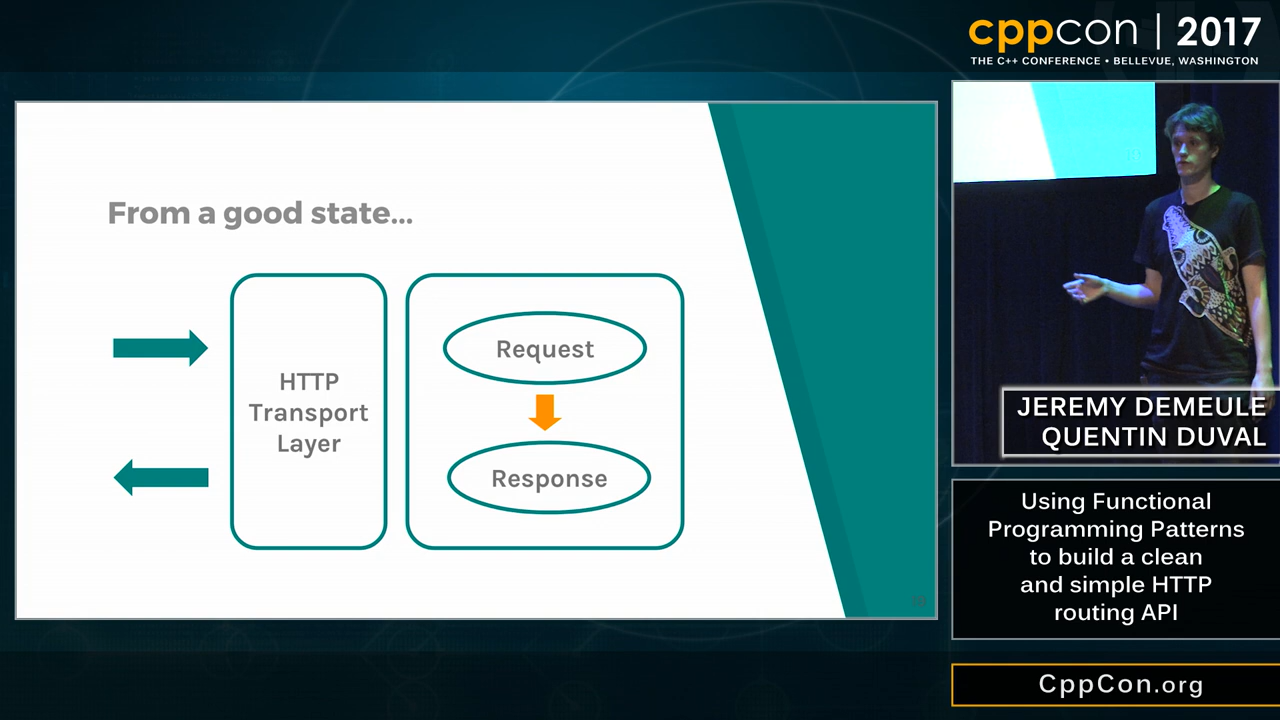 cppcon | 2017
THE C++ CONFERENCE • BELLEVUE, WASHINGTON
From a good state...
HTTP
Transport
Layer
Request
Response
10
JEREMY DEMEULE
QUENTIN DUVAL
Using Functional
Programming Patterns
to build a clean
and simple HTTP
routing API
CppCon.org